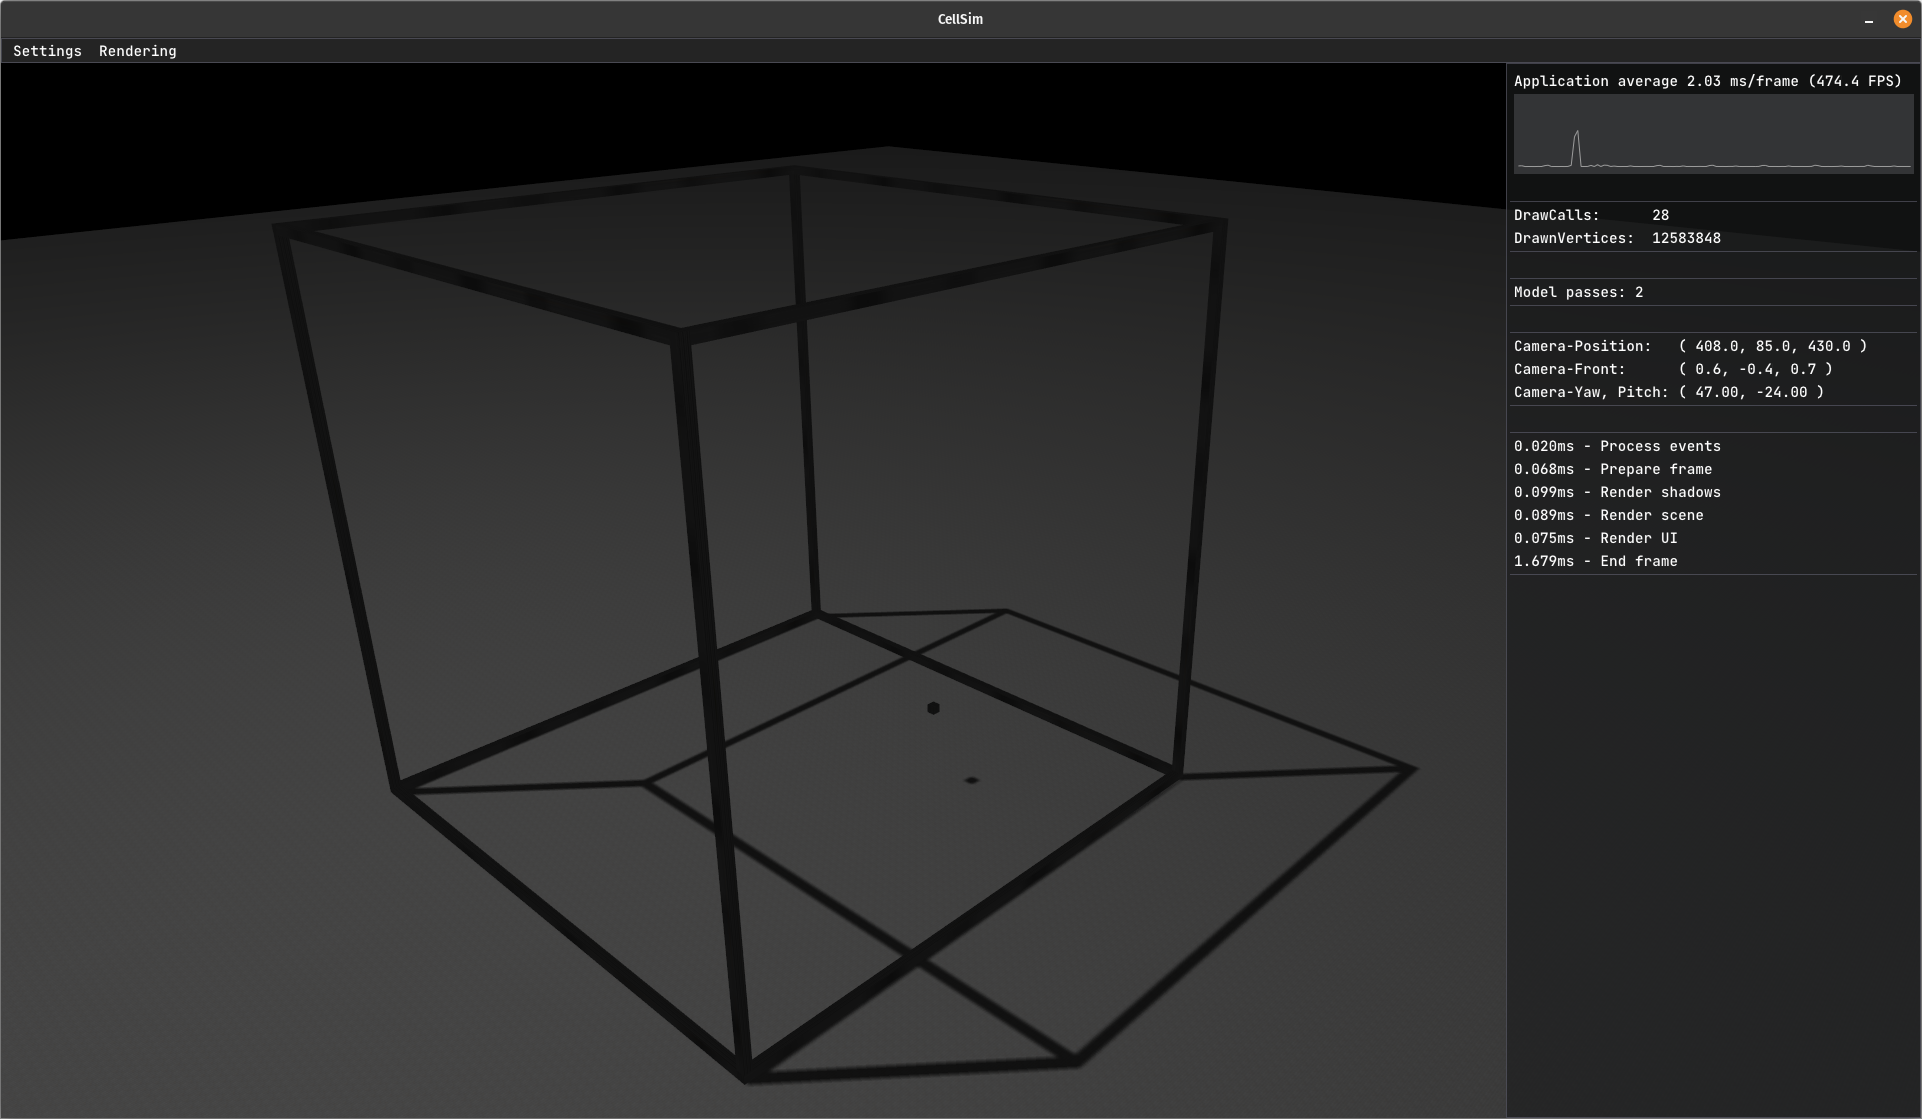 CellSim
Settings Rendering
Application average 2.03 ms/frame (474.4 FPS)
DrawCalls: 28
DrawnVertices: 12583848
Model passes: 2
Camera-Position: ( 408.0, 85.0, 430.0 )
Camera-Front: ( 0.6, -0.4, 0.7 )
Camera-Yaw, Pitch: ( 47.00, -24.00 )
0.020ms - Process events
0.068ms - Prepare frame
0.099ms - Render shadows
0.089ms - Render scene
0.075ms - Render UI
1.679ms - End frame